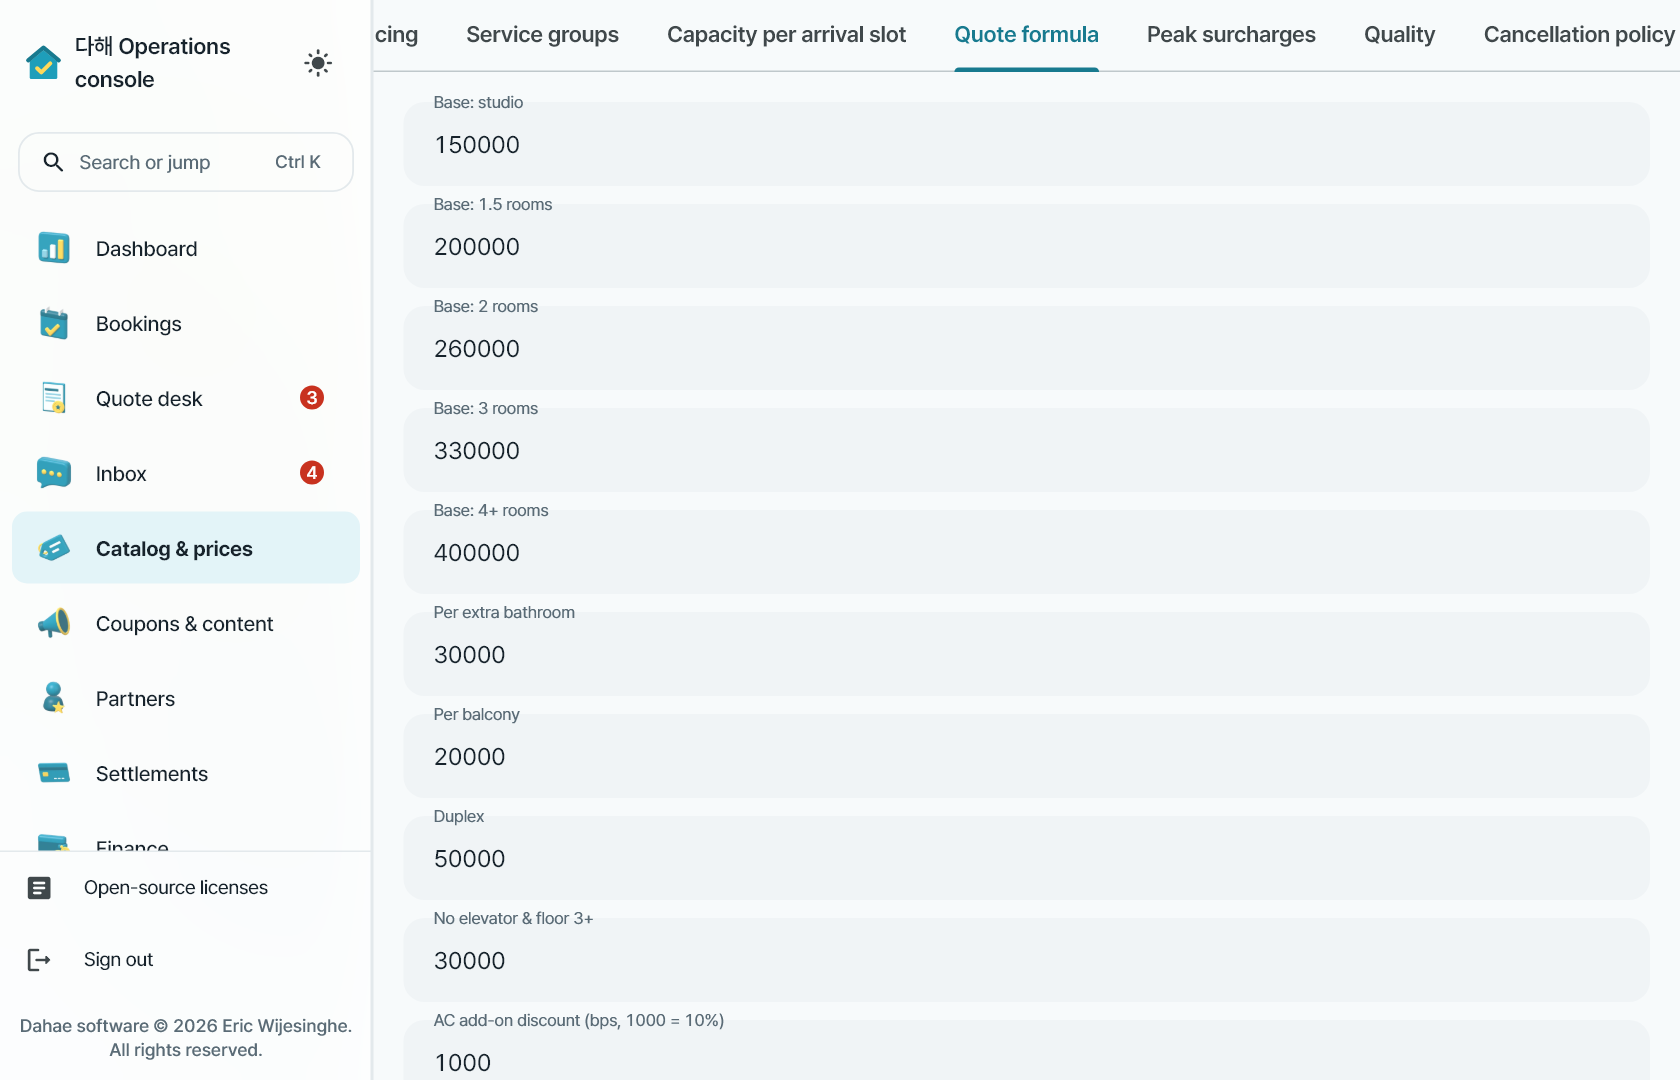 다해 Operations
console
Search or jump
Ctrl K
Dashboard
Bookings
Quote desk
3
Inbox
4
Catalog & prices
Coupons & content
Partners
Settlements
Finance
Open-source licenses
Sign out
Dahae software © 2026 Eric Wijesinghe.
All rights reserved.
cing
Service groups
Capacity per arrival slot
Quote formula
Peak surcharges
Quality
Cancellation policy
Base: studio
150000
Base: 1.5 rooms
200000
Base: 2 rooms
260000
Base: 3 rooms
330000
Base: 4+ rooms
400000
Per extra bathroom
30000
Per balcony
20000
Duplex
50000
No elevator & floor 3+
30000
AC add-on discount (bps, 1000 = 10%)
1000